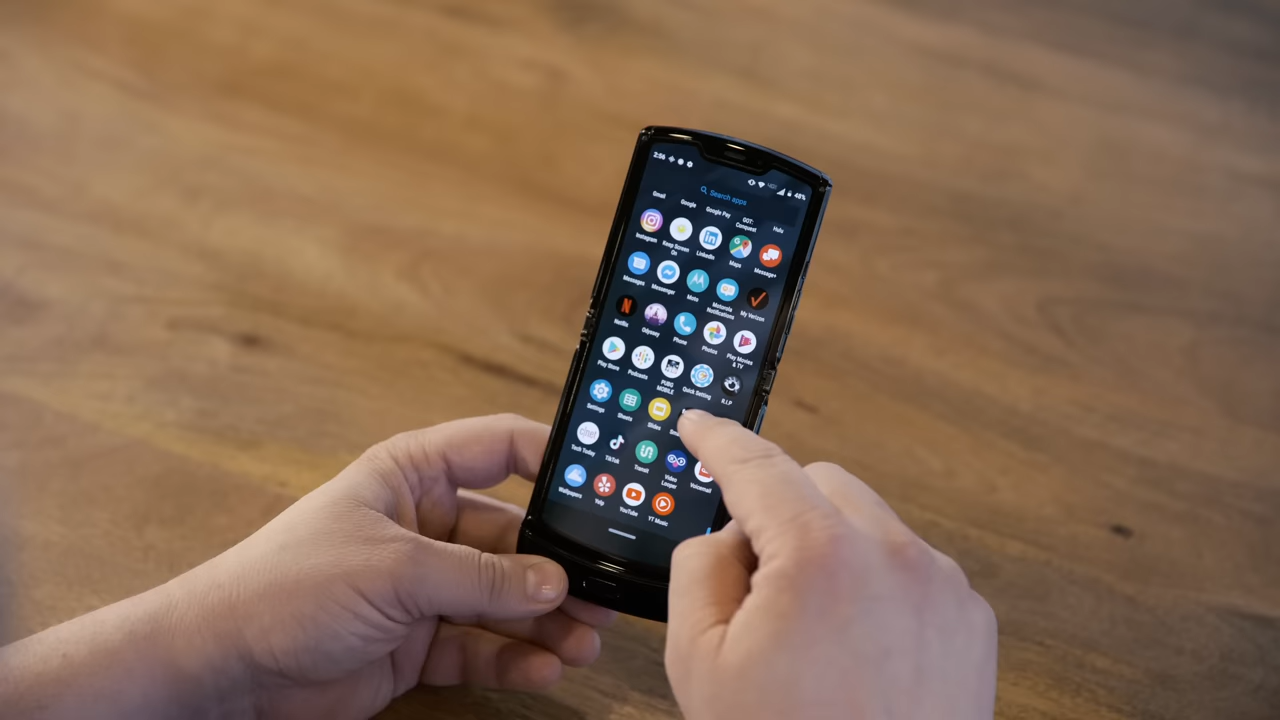 2:56
48%
Search apps
Gmail
Google
Google Pay
GOT:
Conquest
Hulu
Instagram
Keep Screen
On
LinkedIn
Maps
Message+
Messages
Messenger
Moto
Motorola
Notifications
My Verizon
Netflix
Odyssey
Phone
Photos
Play Movies
& TV
Play Store
Podcasts
PUBG
MOBILE
Quick Setting
R.I.P
Settings
Sheets
Slides
Tech Today
TikTok
Transit
Video
Looper
Voicemail
Wallpapers
Yelp
YouTube
YT Music